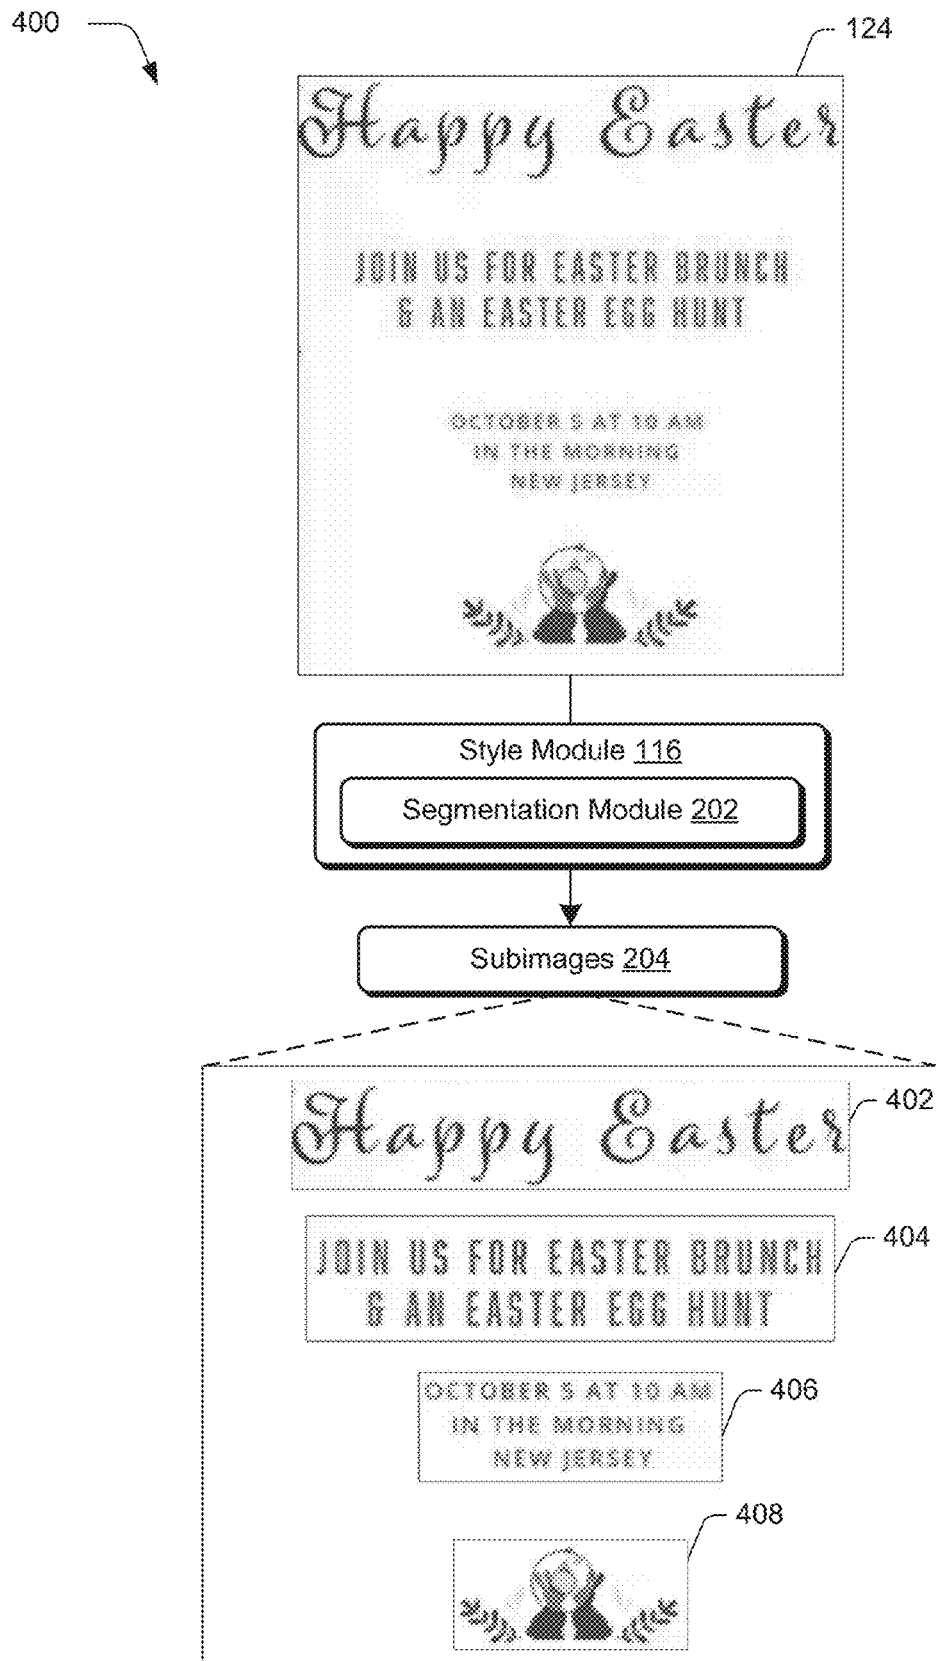 400
124
Happy Easter
JOIN US FOR EASTER BRUNCH
& AN EASTER EGG HUNT
OCTOBER 5 AT 10 AM
IN THE MORNING
NEW JERSEY
Style Module 116
Segmentation Module 202
Subimages 204
Happy Easter
402
JOIN US FOR EASTER BRUNCH
404
& AN EASTER EGG HUNT
OCTOBER 5 AT 10 AM
406
IN THE MORNING
NEW JERSEY
408